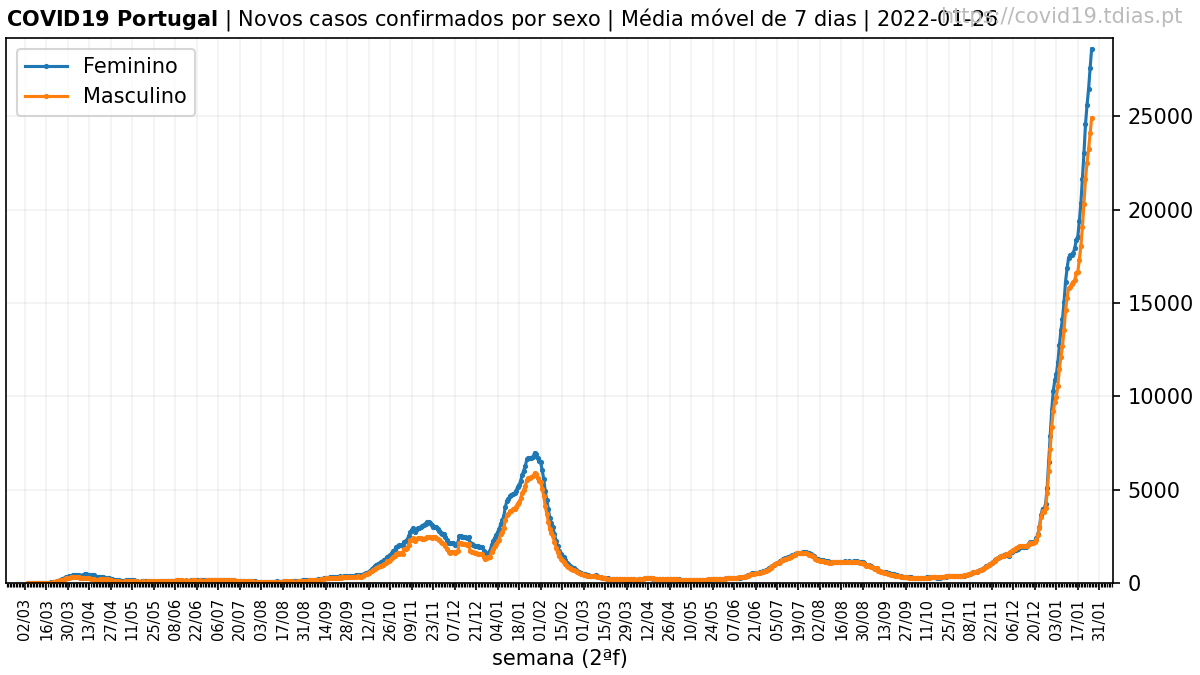 COVID19 Portugal | Novos casos confirmados por sexo | Média móvel de 7 dias | 2022-01-26
https://covid19.tdias.pt
Feminino
Masculino
25000
20000
15000
10000
5000
0
02/03 16/03 30/03 13/04 27/04 11/05 25/05 08/06 22/06 06/07 20/07 03/08 17/08 31/08 14/09 28/09 12/10 26/10 09/11 23/11 07/12 21/12 04/01 18/01 01/02 15/02 01/03 15/03 29/03 12/04 26/04 10/05 24/05 07/06 21/06 05/07 19/07 02/08 16/08 30/08 13/09 27/09 11/10 25/10 08/11 22/11 06/12 20/12 03/01 17/01 31/01
semana (2ªf)